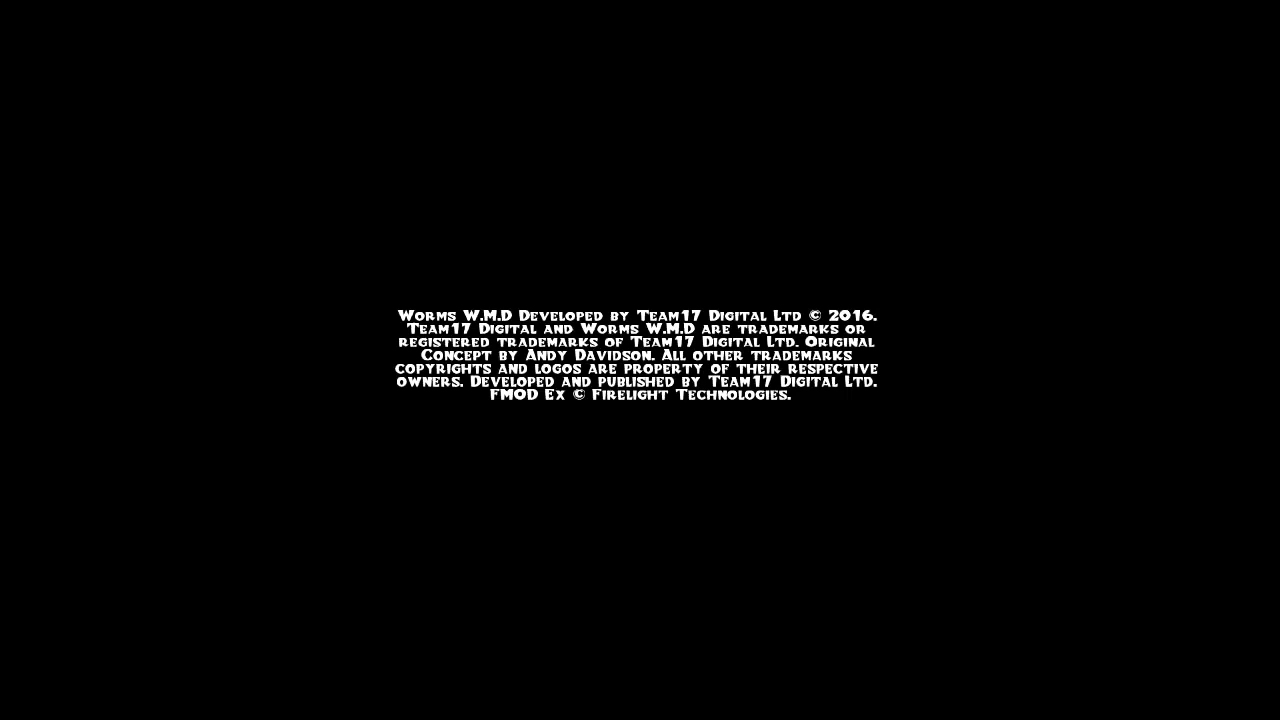 Worms W.M.D Developed by Team17 Digital Ltd © 2016.
Team17 Digital and Worms W.M.D are trademarks or
registered trademarks of Team17 Digital Ltd. Original
Concept by Andy Davidson. All other trademarks
copyrights and logos are property of their respective
owners. Developed and published by Team17 Digital Ltd.
FMOD Ex © Firelight Technologies.